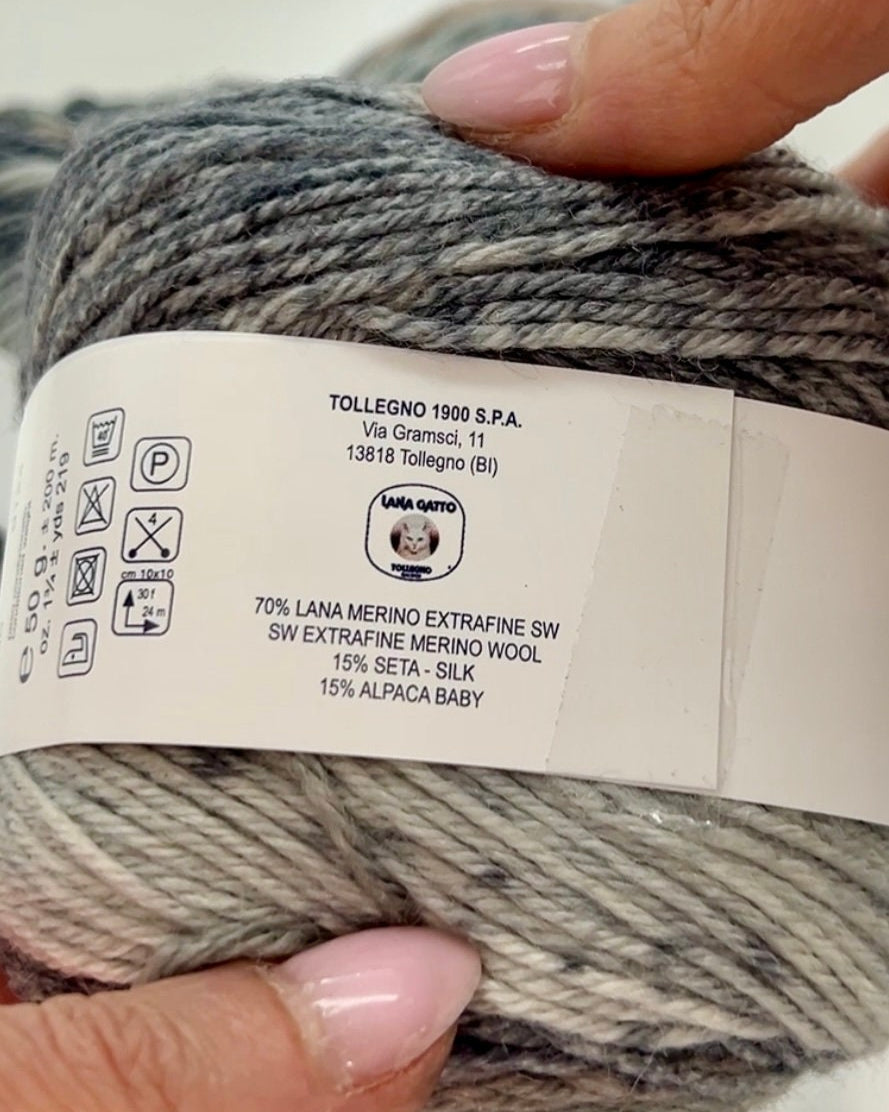 TOLLEGNO 1900 S.P.A.
Via Gramsci, 11
13818 Tollegno (BI)
LANA GATTO
TOLLEGNO
70% LANA MERINO EXTRAFINE SW
SW EXTRAFINE MERINO WOOL
15% SETA - SILK
15% ALPACA BABY
e 50 g. ± 200 m.
oz. 1¾ ± yds 219
40
P
4
cm 10x10
30 f
24 m